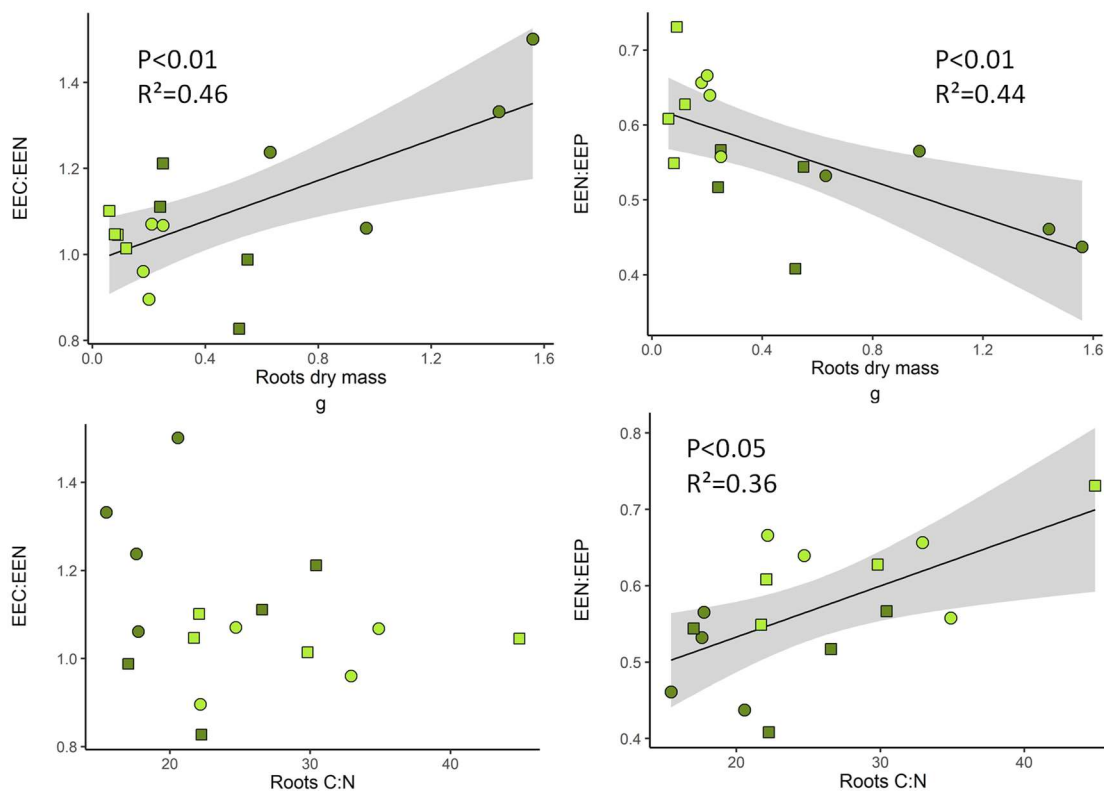 P<0.01
R²=0.46
EEC:EEN
1.4
1.2
1.0
0.8
0.0 0.4 0.8 1.2 1.6
Roots dry mass
g
P<0.01
R²=0.44
EEN:EEP
0.7
0.6
0.5
0.4
0.0 0.4 0.8 1.2 1.6
Roots dry mass
g
EEC:EEN
1.4
1.2
1.0
0.8
20 30 40
Roots C:N
P<0.05
R²=0.36
EEN:EEP
0.8
0.7
0.6
0.5
0.4
20 30 40
Roots C:N